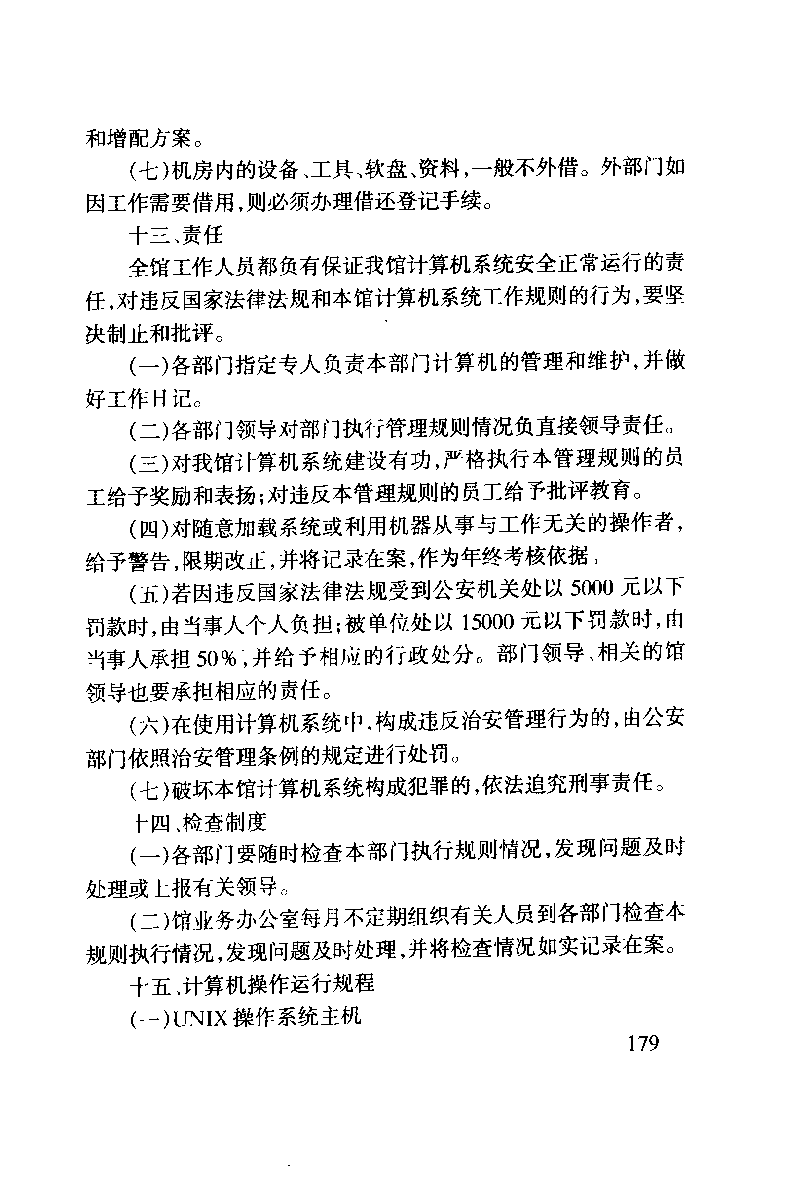 和增配方案。
(七)机房内的设备、工具、软盘、资料,一般不外借。外部门如
因工作需要借用,则必须办理借还登记手续。
十三、责任
全馆工作人员都负有保证我馆计算机系统安全正常运行的责
任,对违反国家法律法规和本馆计算机系统工作规则的行为,要坚
决制止和批评。
(一)各部门指定专人负责本部门计算机的管理和维护,并做
好工作日记。
(二)各部门领导对部门执行管理规则情况负直接领导责任。
(三)对我馆计算机系统建设有功,严格执行本管理规则的员
工给予奖励和表扬;对违反本管理规则的员工给予批评教育。
(四)对随意加载系统或利用机器从事与工作无关的操作者,
给予警告,限期改正,并将记录在案,作为年终考核依据。
(五)若因违反国家法律法规受到公安机关处以 5000 元以下
罚款时,由当事人个人负担;被单位处以 15000 元以下罚款时,由
当事人承担 50%,并给予相应的行政处分。部门领导、相关的馆
领导也要承担相应的责任。
(六)在使用计算机系统中,构成违反治安管理行为的,由公安
部门依照治安管理条例的规定进行处罚。
(七)破坏本馆计算机系统构成犯罪的,依法追究刑事责任。
十四、检查制度
(一)各部门要随时检查本部门执行规则情况,发现问题及时
处理或上报有关领导。
(二)馆业务办公室每月不定期组织有关人员到各部门检查本
规则执行情况,发现问题及时处理,并将检查情况如实记录在案。
十五、计算机操作运行规程
(一)UNIX 操作系统主机
179